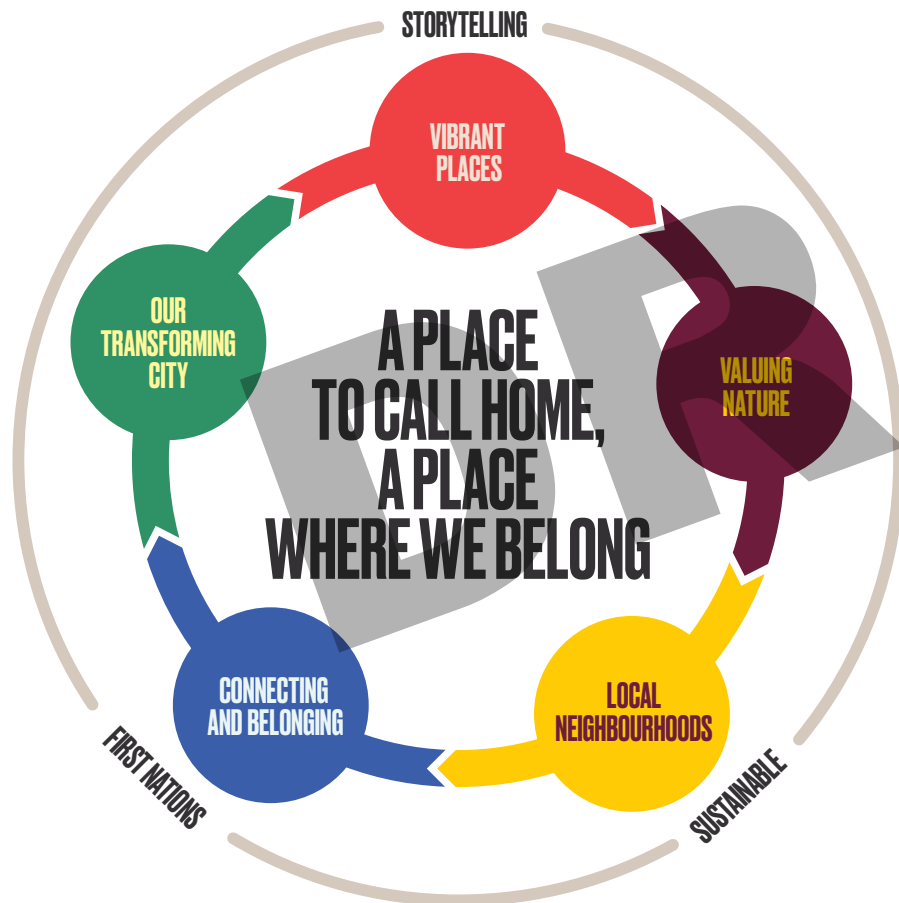 STORYTELLING
VIBRANT
PLACES
OUR
TRANSFORMING
CITY
A PLACE
TO CALL HOME,
A PLACE
WHERE WE BELONG
VALUING
NATURE
CONNECTING
AND BELONGING
LOCAL
NEIGHBOURHOODS
FIRST NATIONS
SUSTAINABLE
DR